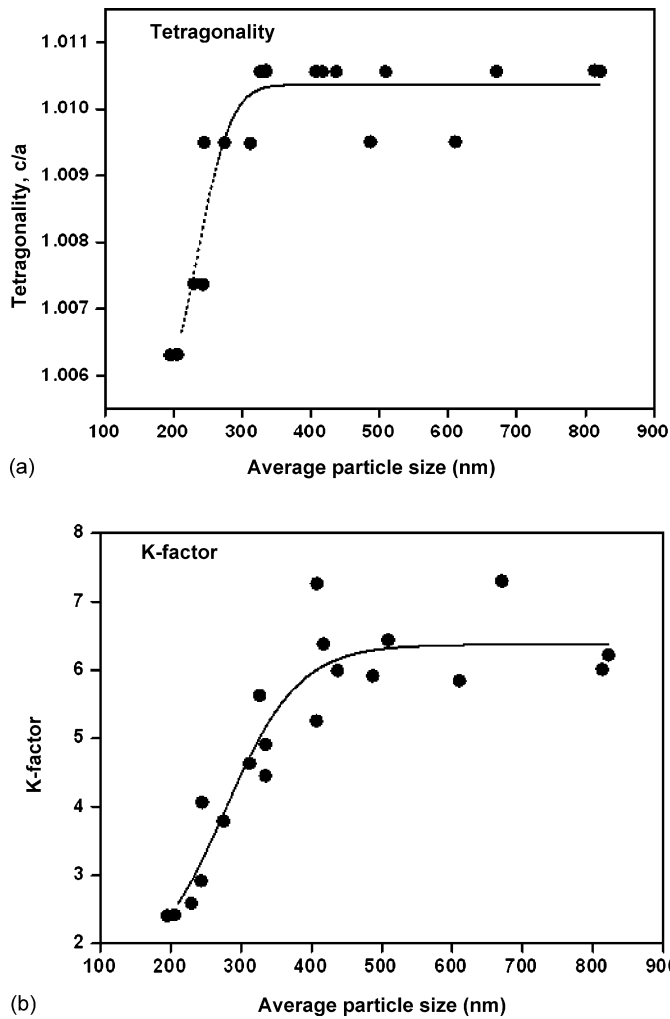 Tetragonality
1.011
1.010
1.009
1.008
1.007
1.006
Tetragonality, c/a
100 200 300 400 500 600 700 800 900
(a) Average particle size (nm)
K-factor
8
7
6
5
4
3
2
K-factor
100 200 300 400 500 600 700 800 900
(b) Average particle size (nm)